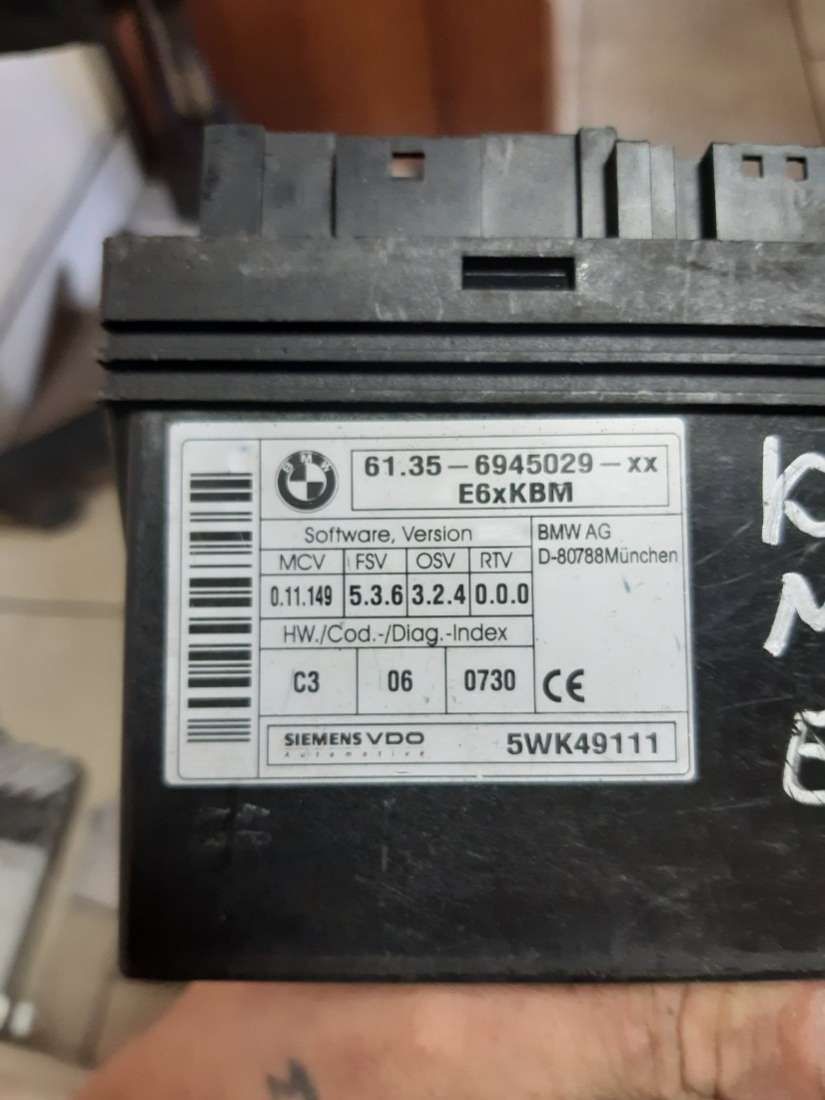 BMW
61.35-6945029-xx
E6xKBM
Software, Version
MCV FSV OSV RTV
0.11.149 5.3.6 3.2.4 0.0.0
HW./Cod.-/Diag.-Index
C3 06 0730
BMW AG
D-80788München
CE
SIEMENS VDO
Automotive
5WK49111
K
M
E